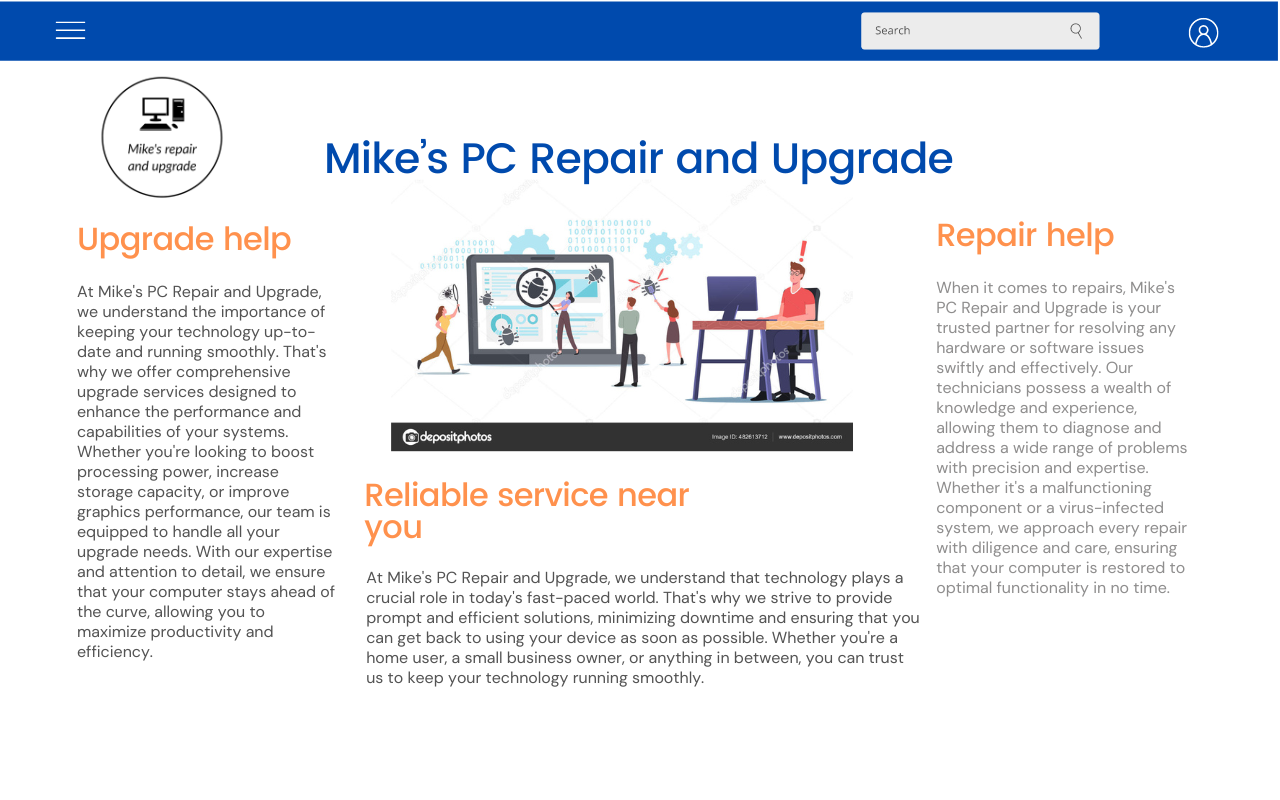 Search
Mike's repair
and upgrade
Mike's PC Repair and Upgrade
Upgrade help
At Mike's PC Repair and Upgrade,
we understand the importance of
keeping your technology up-to-
date and running smoothly. That's
why we offer comprehensive
upgrade services designed to
enhance the performance and
capabilities of your systems.
Whether you're looking to boost
processing power, increase
storage capacity, or improve
graphics performance, our team is
equipped to handle all your
upgrade needs. With our expertise
and attention to detail, we ensure
that your computer stays ahead of
the curve, allowing you to
maximize productivity and
efficiency.
depositphotos
Image ID: 482613712
www.depositphotos.com
Reliable service near
you
At Mike's PC Repair and Upgrade, we understand that technology plays a
crucial role in today's fast-paced world. That's why we strive to provide
prompt and efficient solutions, minimizing downtime and ensuring that you
can get back to using your device as soon as possible. Whether you're a
home user, a small business owner, or anything in between, you can trust
us to keep your technology running smoothly.
Repair help
When it comes to repairs, Mike's
PC Repair and Upgrade is your
trusted partner for resolving any
hardware or software issues
swiftly and effectively. Our
technicians possess a wealth of
knowledge and experience,
allowing them to diagnose and
address a wide range of problems
with precision and expertise.
Whether it's a malfunctioning
component or a virus-infected
system, we approach every repair
with diligence and care, ensuring
that your computer is restored to
optimal functionality in no time.